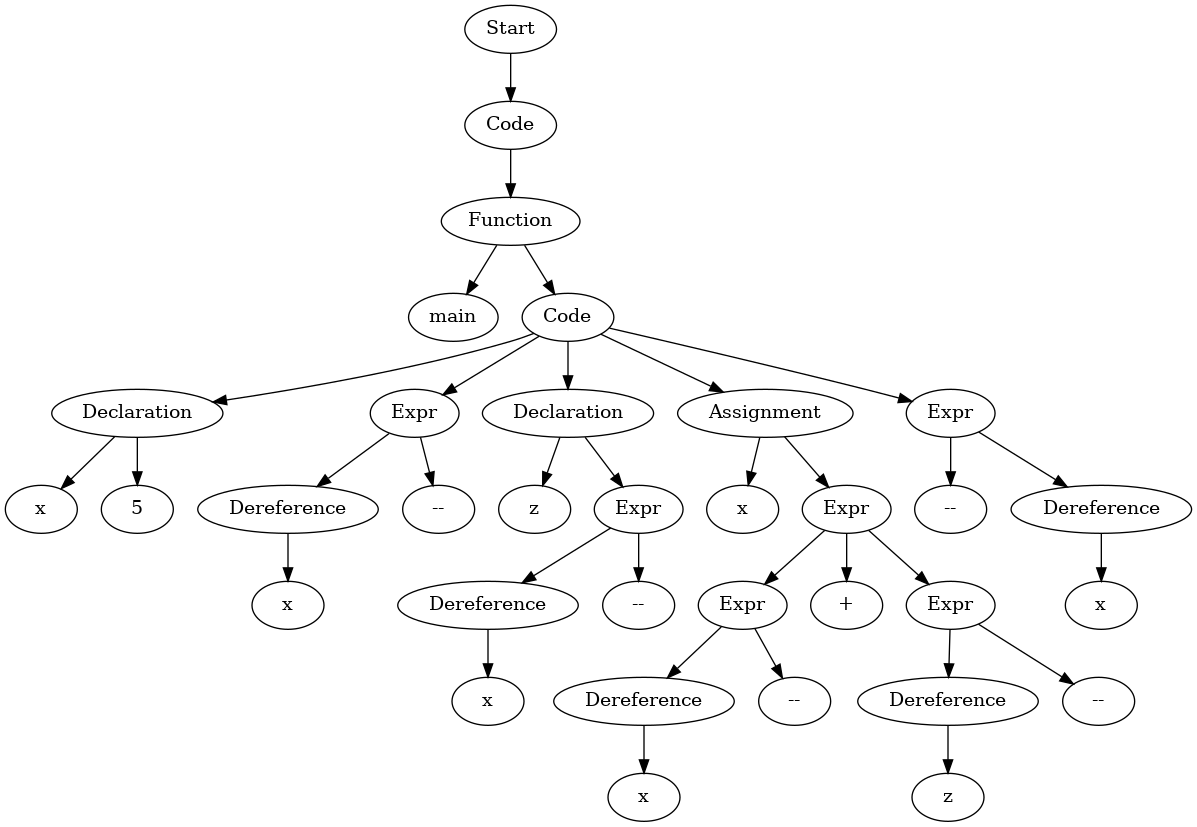 Start
Code
Function
main
Code
Declaration
Expr
Declaration
Assignment
Expr
x
5
Dereference
--
z
Expr
x
Expr
--
Dereference
x
Dereference
--
Expr
+
Expr
x
x
Dereference
--
Dereference
--
x
z